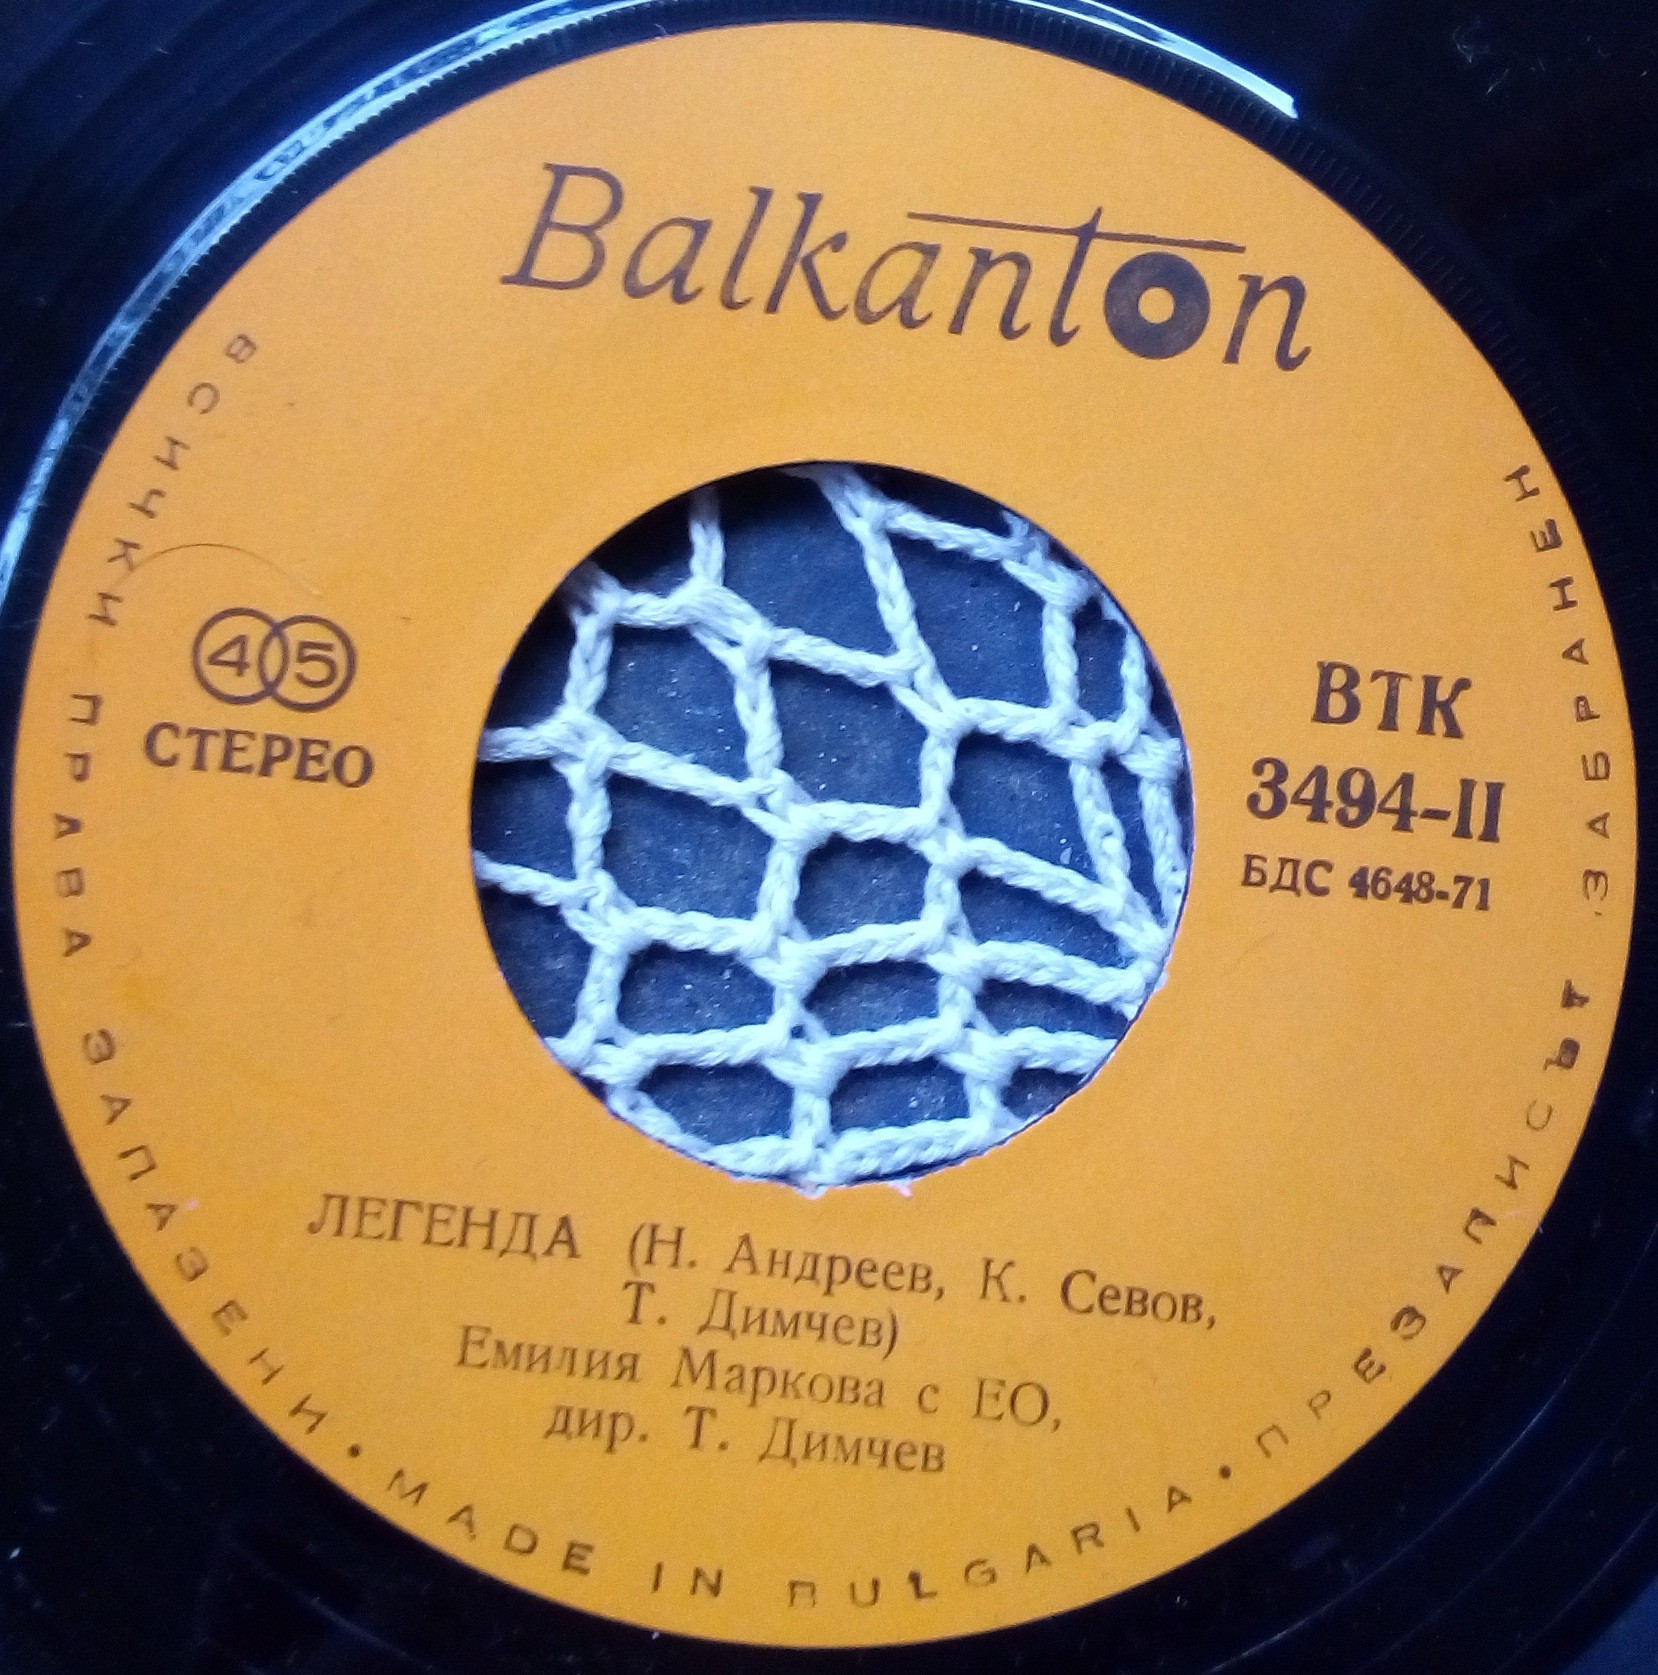 Balkanton
45
СТЕРЕО
ВТК
3494-II
БДС 4648-71
ЛЕГЕНДА (Н. Андреев, К. Севов,
Т. Димчев)
Емилия Маркова с ЕО,
дир. Т. Димчев
ВСИЧКИ ПРАВА ЗАПАЗЕНИ • MADE IN BULGARIA • ПРЕЗАПИСЪТ ЗАБРАНЕН